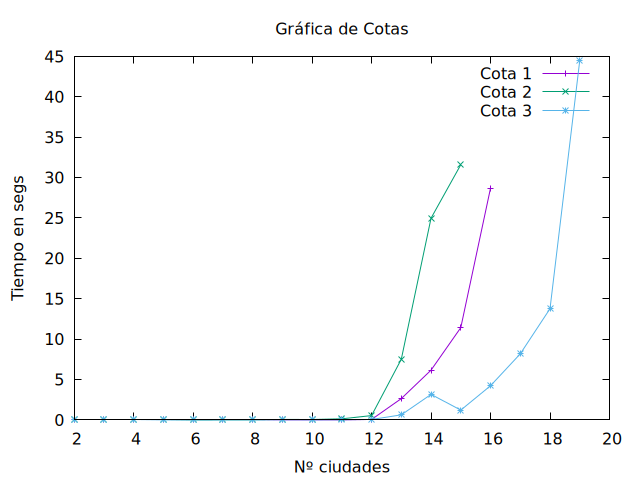 Gráfica de Cotas
45
40
35
30
25
20
15
10
5
0
Tiempo en segs
Cota 1
Cota 2
Cota 3
2 4 6 8 10 12 14 16 18 20
Nº ciudades